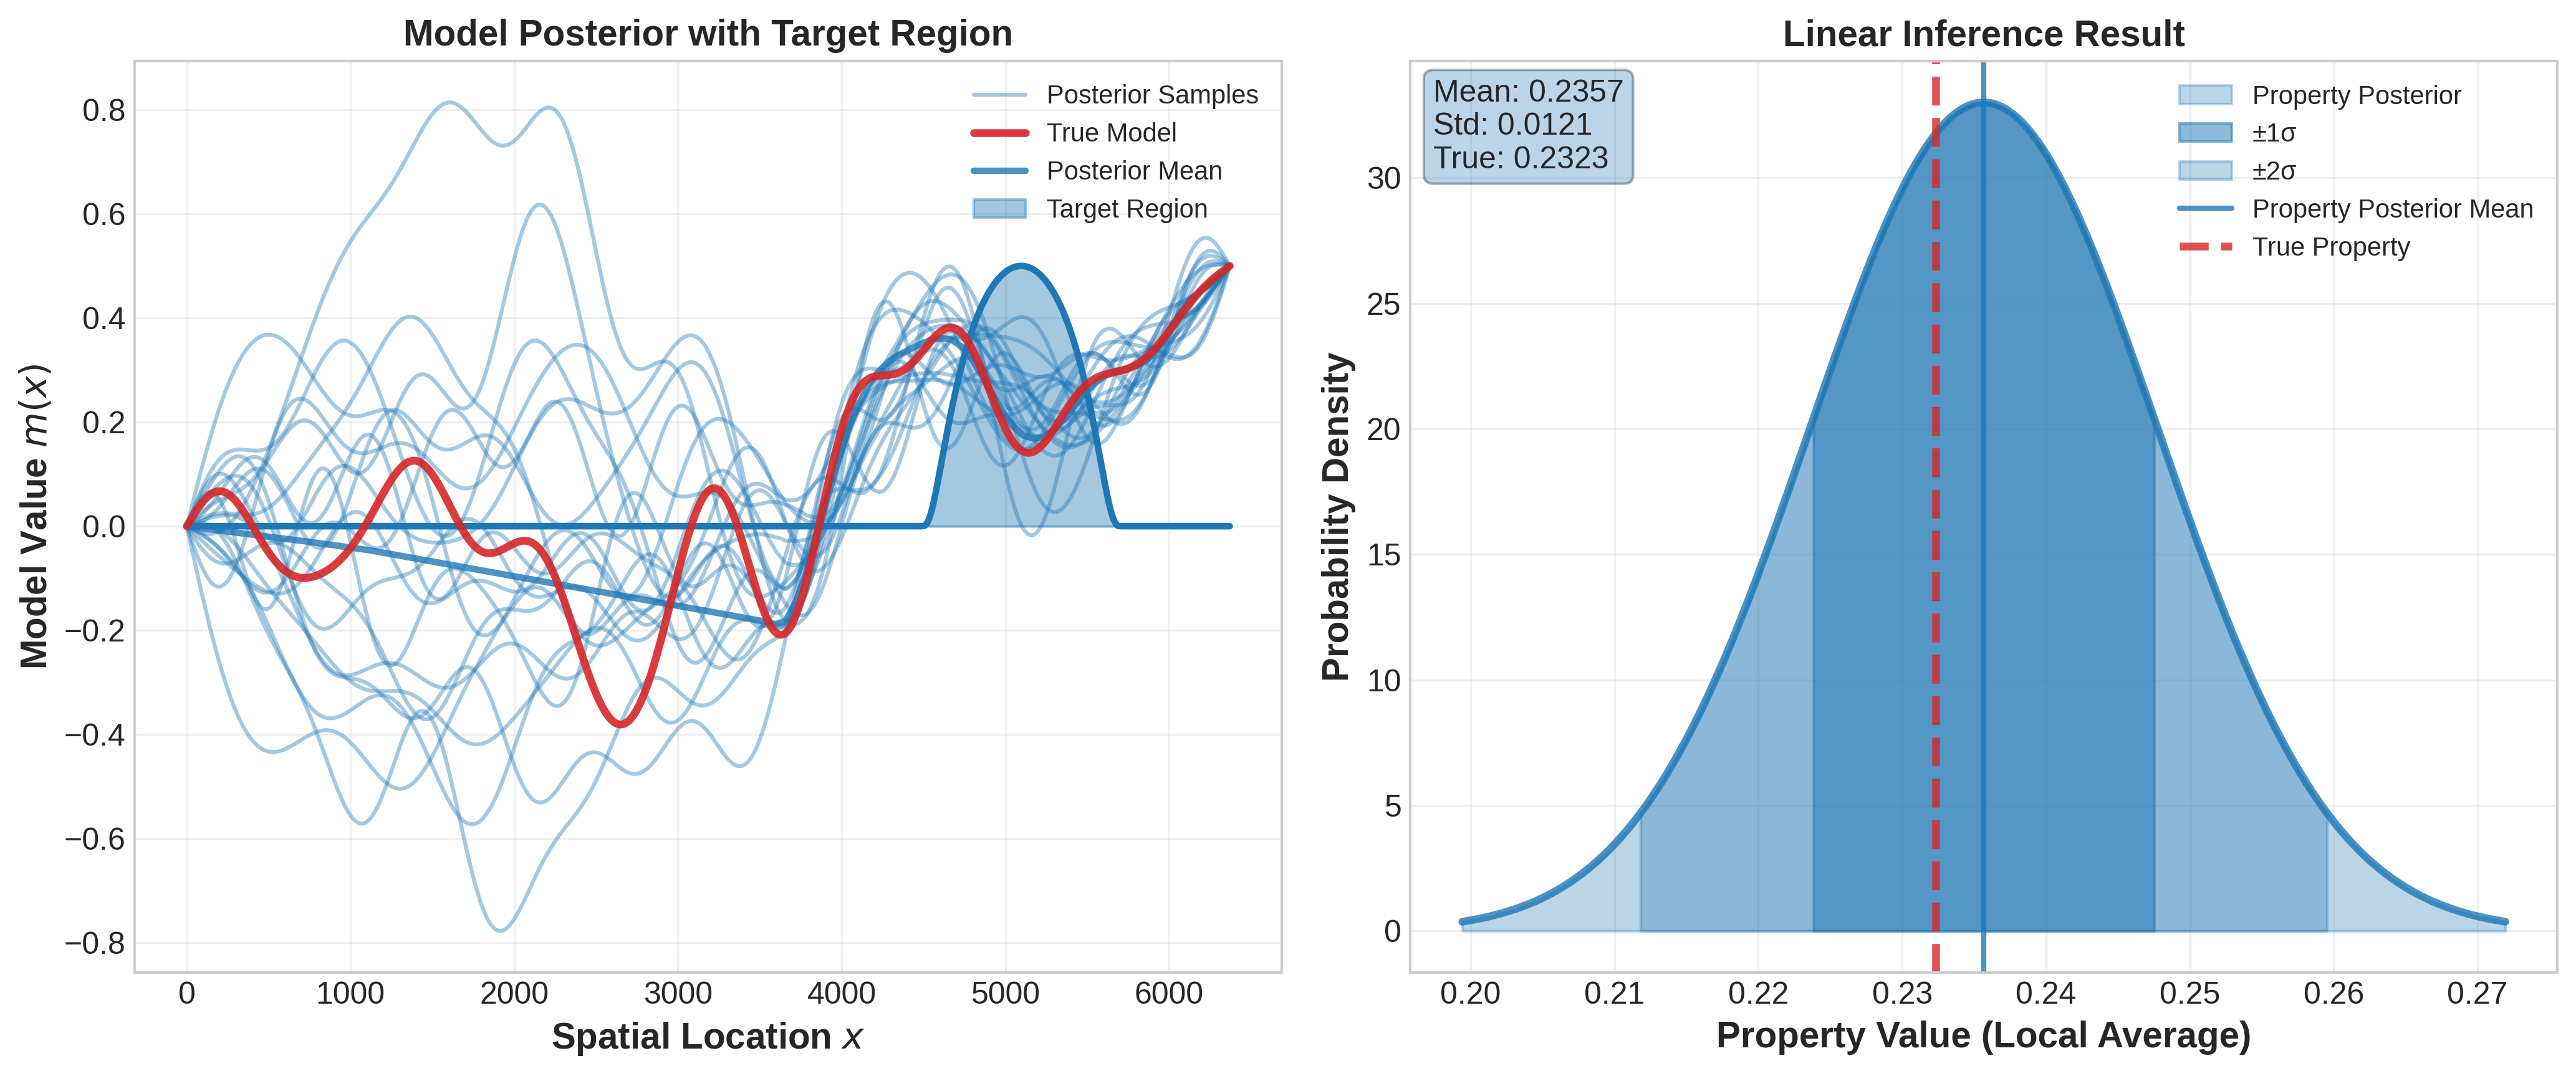 Model Posterior with Target Region
Posterior Samples
True Model
Posterior Mean
Target Region
Model Value m(x)
0.8
0.6
0.4
0.2
0.0
−0.2
−0.4
−0.6
−0.8
0 1000 2000 3000 4000 5000 6000
Spatial Location x
Linear Inference Result
Mean: 0.2357
Std: 0.0121
True: 0.2323
Property Posterior
±1σ
±2σ
Property Posterior Mean
True Property
Probability Density
30
25
20
15
10
5
0
0.20 0.21 0.22 0.23 0.24 0.25 0.26 0.27
Property Value (Local Average)